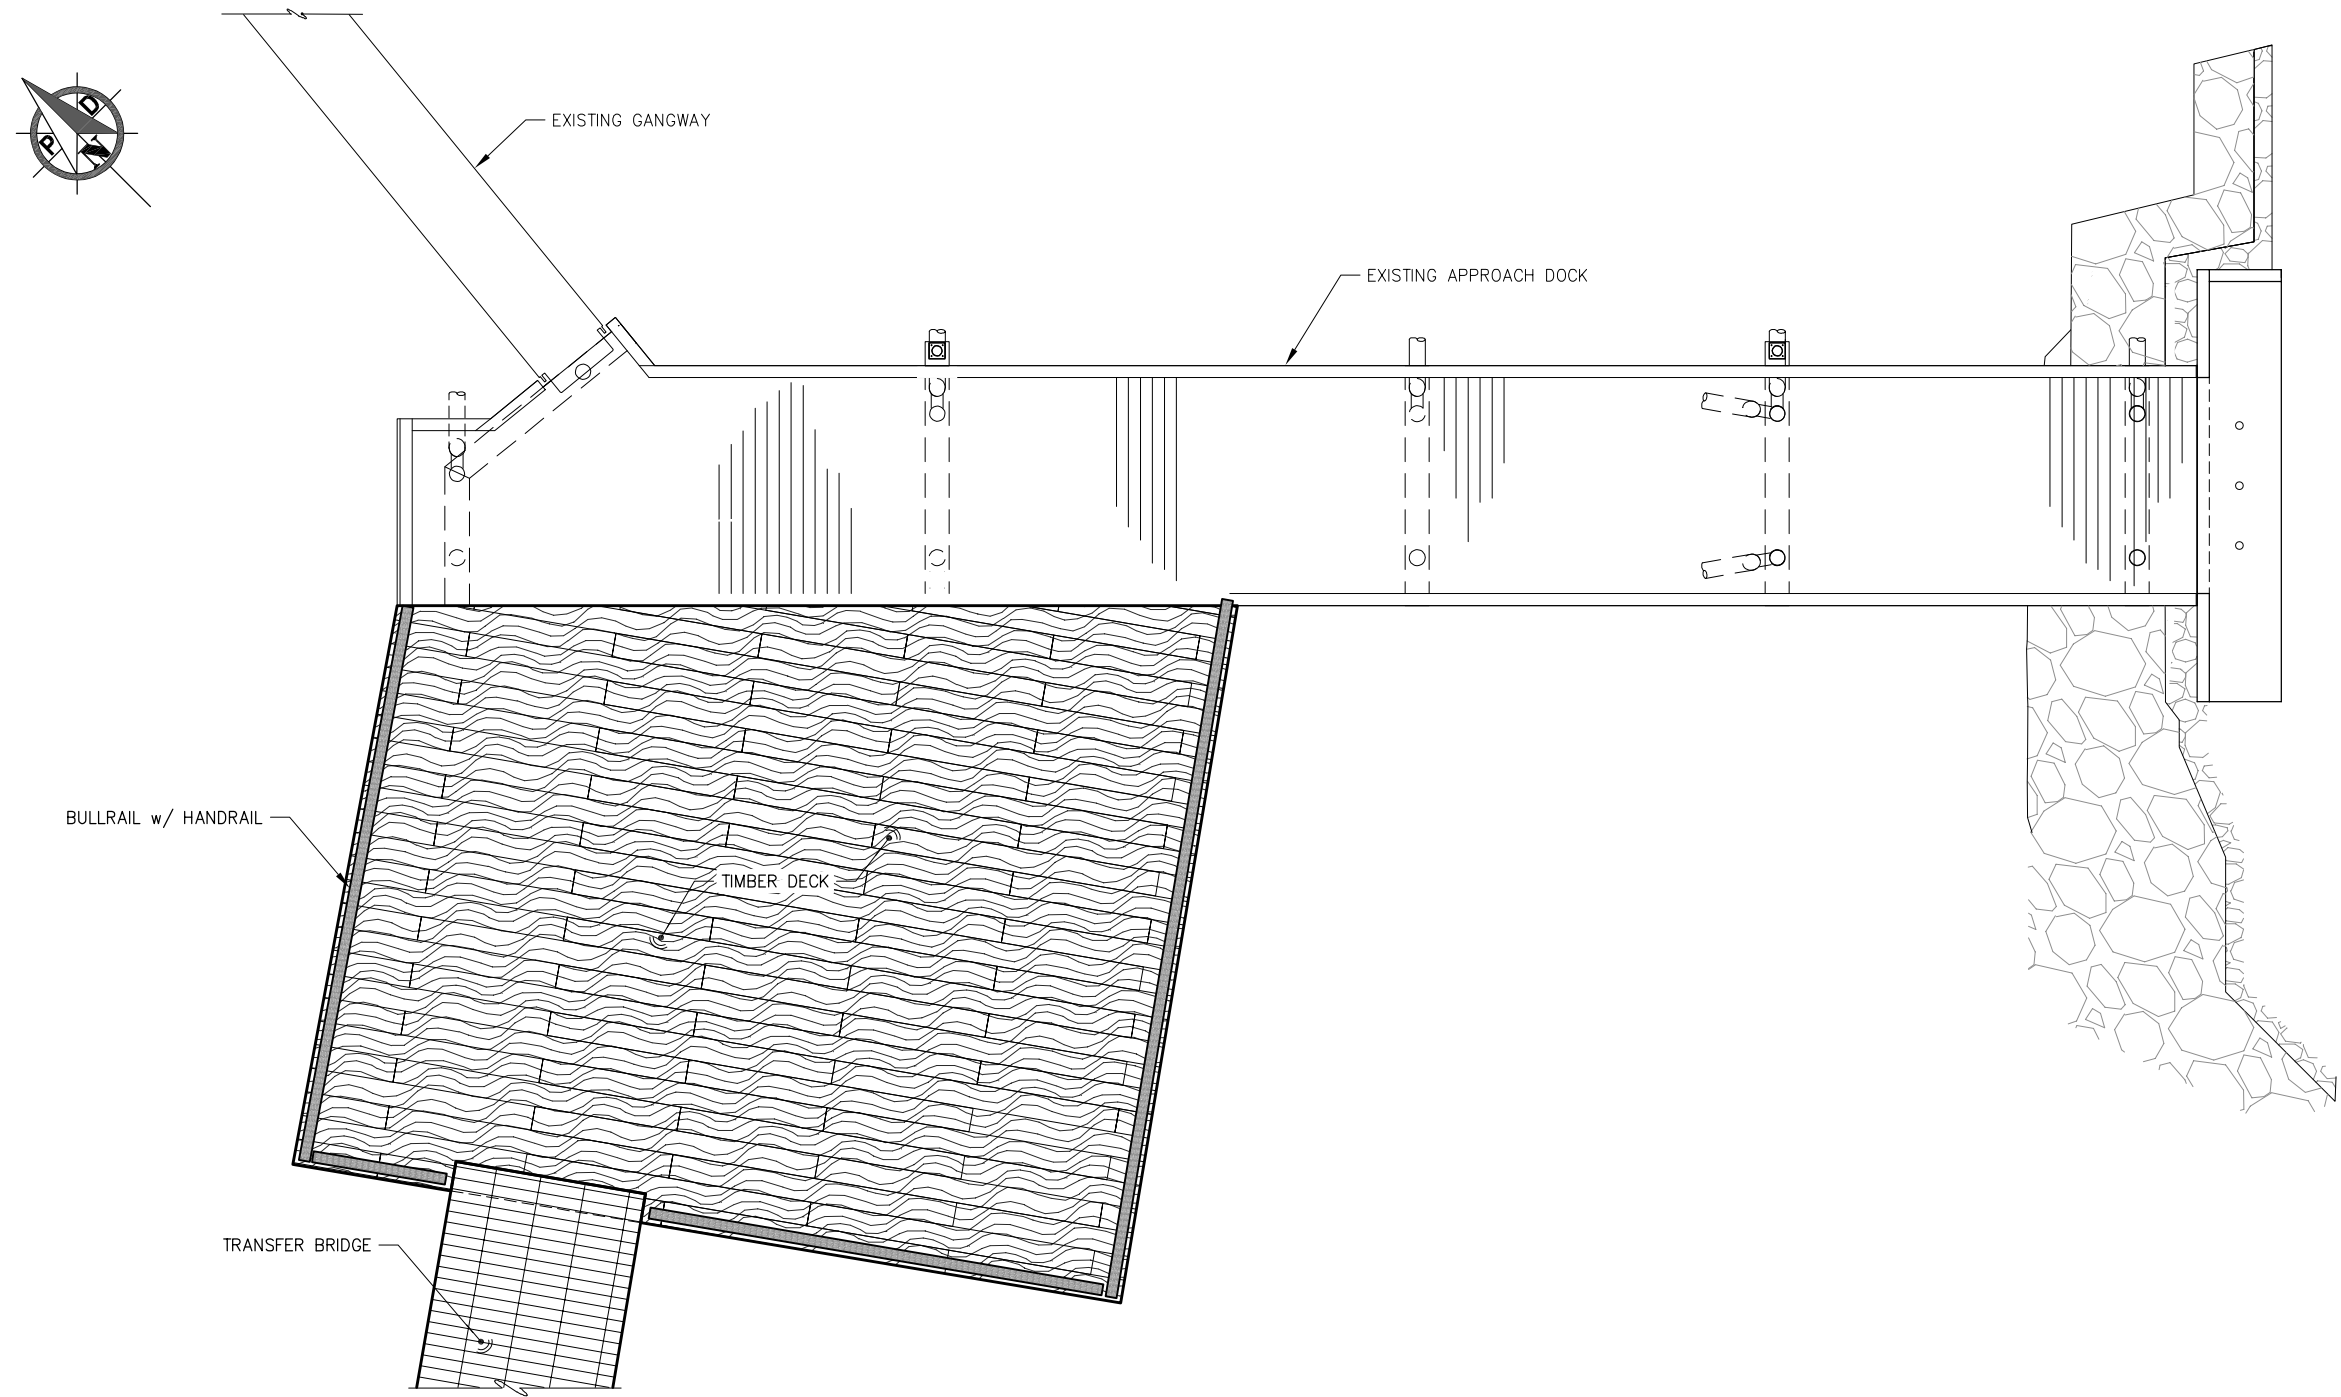 EXISTING GANGWAY
P N D
EXISTING APPROACH DOCK
BULLRAIL w/ HANDRAIL
TIMBER DECK
TRANSFER BRIDGE